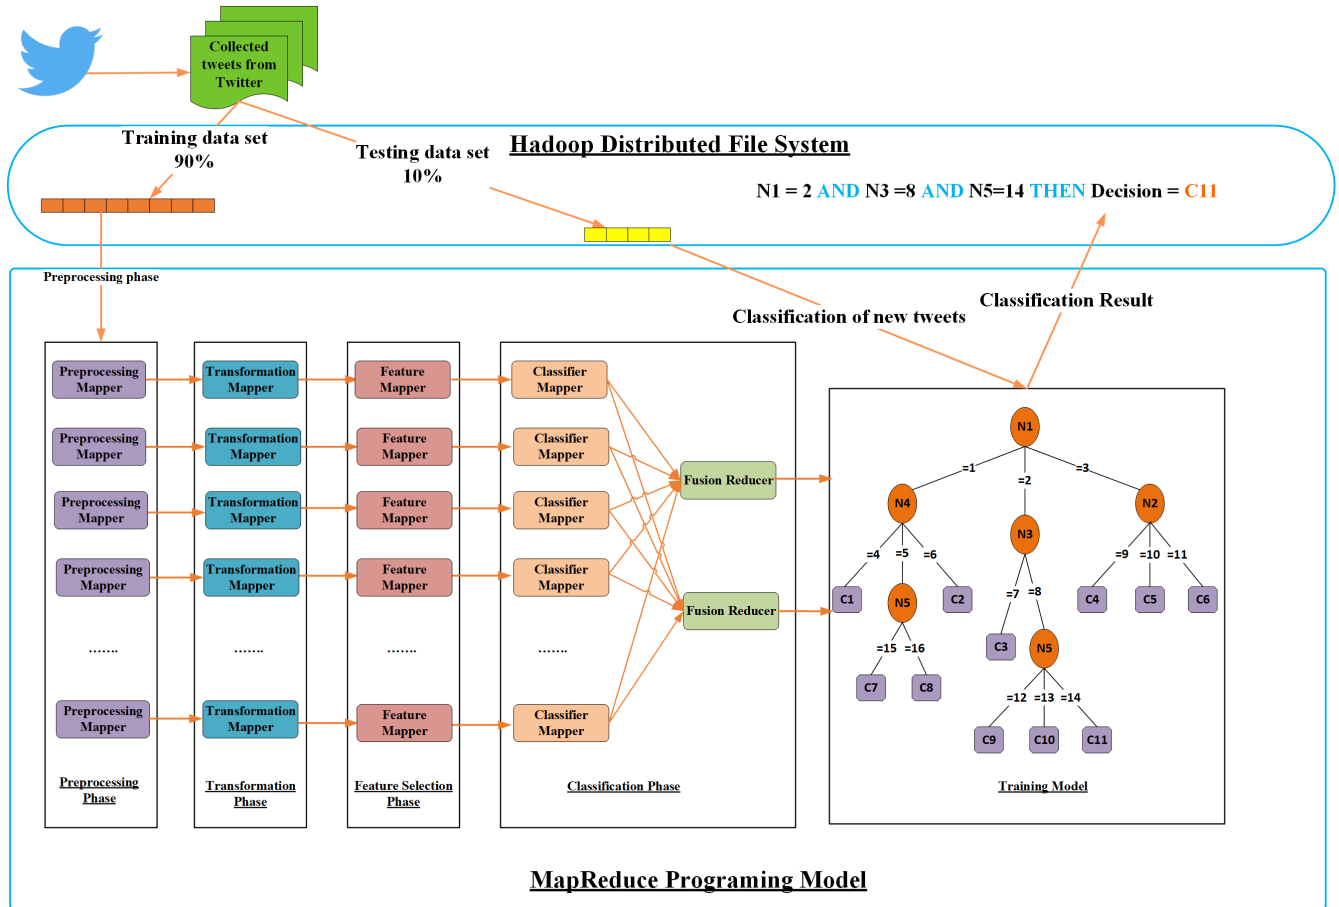 Collected
tweets from
Twitter
Training data set
90%
Testing data set
10%
Hadoop Distributed File System
N1 = 2 AND N3 =8 AND N5=14 THEN Decision = C11
Preprocessing phase
Classification of new tweets
Classification Result
Preprocessing
Mapper
Transformation
Mapper
Feature
Mapper
Classifier
Mapper
Preprocessing
Mapper
Transformation
Mapper
Feature
Mapper
Classifier
Mapper
Preprocessing
Mapper
Transformation
Mapper
Feature
Mapper
Classifier
Mapper
Preprocessing
Mapper
Transformation
Mapper
Feature
Mapper
Classifier
Mapper
.......
.......
.......
.......
Preprocessing
Mapper
Transformation
Mapper
Feature
Mapper
Classifier
Mapper
Fusion Reducer
Fusion Reducer
Preprocessing
Phase
Transformation
Phase
Feature Selection
Phase
Classification Phase
N1
=1
=2
=3
N4
N3
N2
=4
=5
=6
=7
=8
=9
=10
=11
C1
N5
C2
C3
N5
C4
C5
C6
=15
=16
C7
C8
=12
=13
=14
C9
C10
C11
Training Model
MapReduce Programing Model